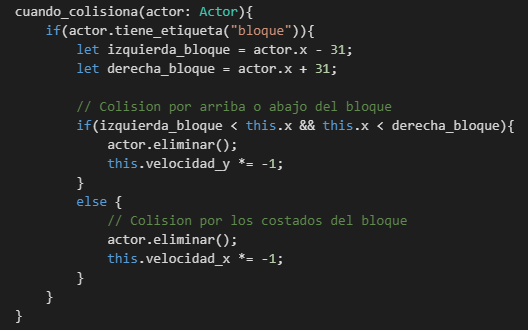 cuando_colisiona(actor: Actor){
    if(actor.tiene_etiqueta("bloque")){
        let izquierda_bloque = actor.x - 31;
        let derecha_bloque = actor.x + 31;

        // Colision por arriba o abajo del bloque
        if(izquierda_bloque < this.x && this.x < derecha_bloque){
            actor.eliminar();
            this.velocidad_y *= -1;
        }
        else {
            // Colision por los costados del bloque
            actor.eliminar();
            this.velocidad_x *= -1;
        }
    }
}